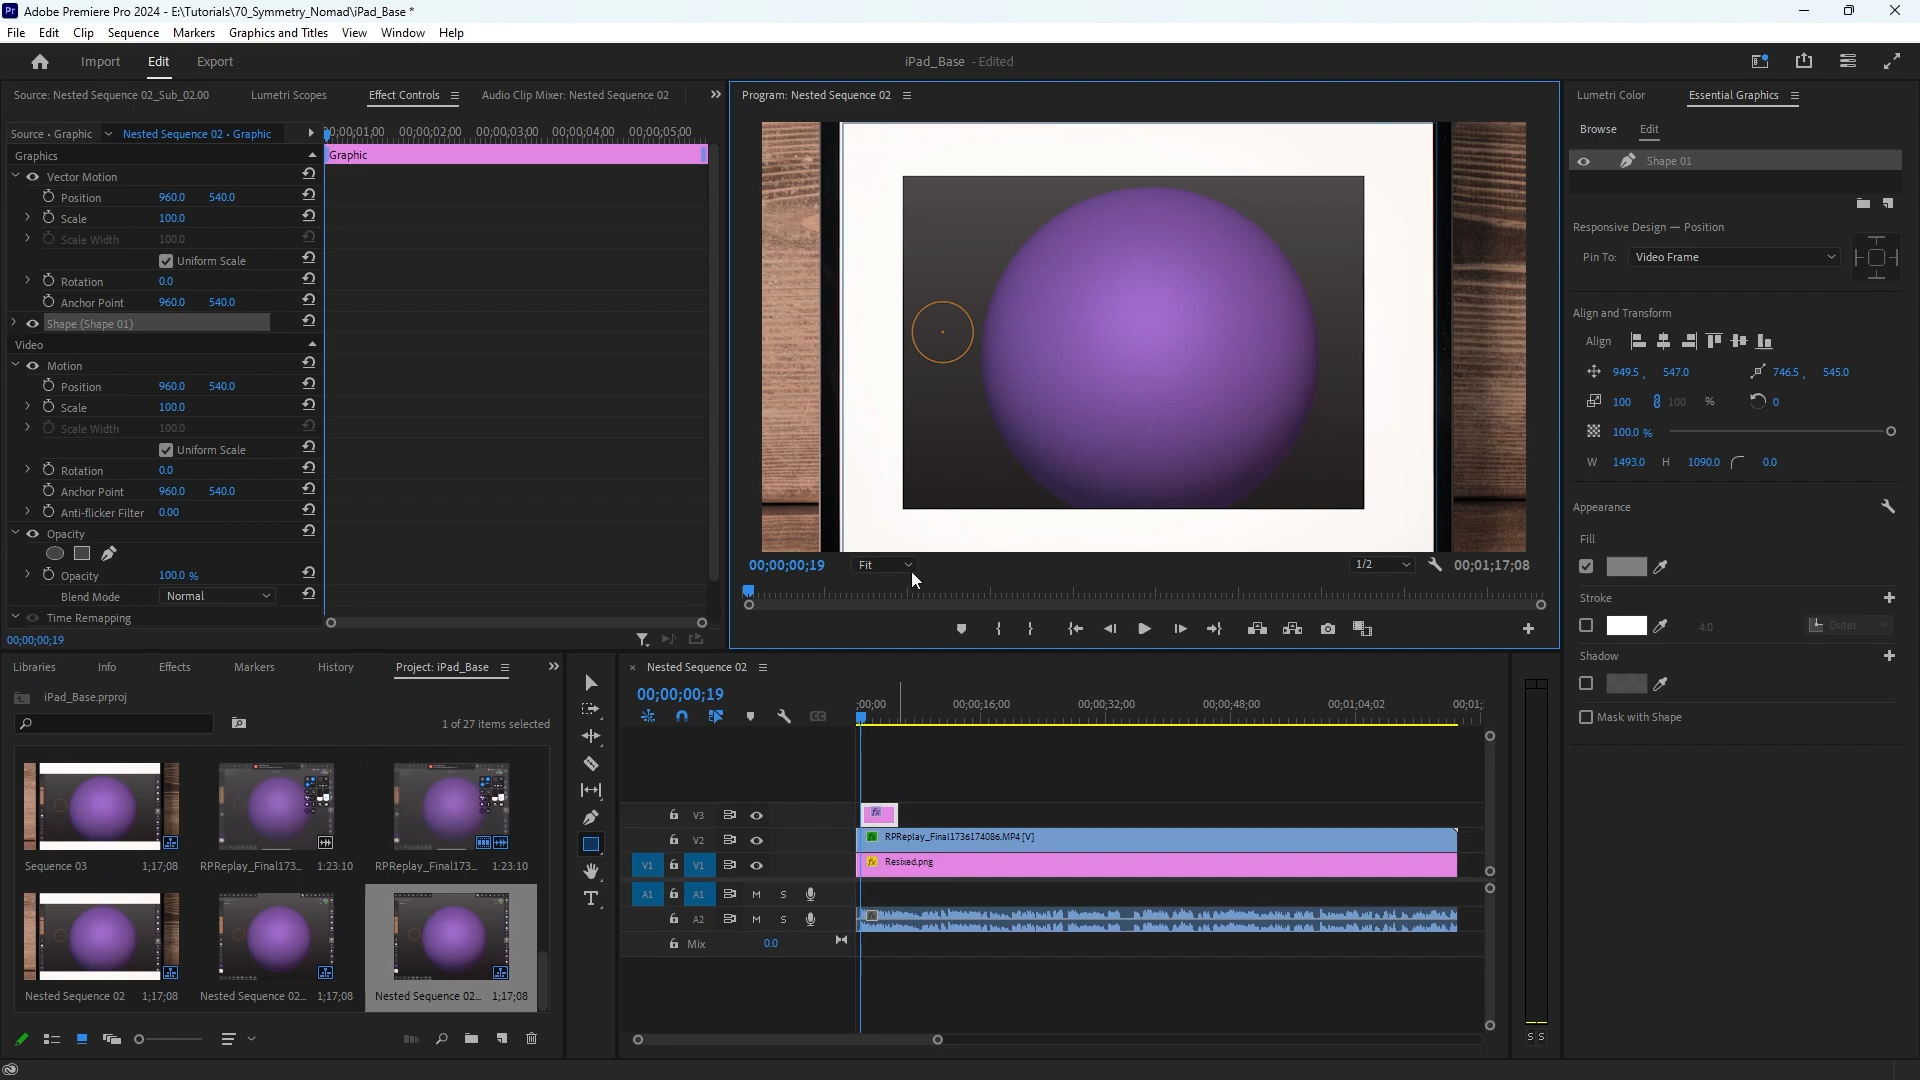 Pr Adobe Premiere Pro 2024 - E:\Tutorials\70_Symmetry_Nomad\iPad_Base *
File Edit Clip Sequence Markers Graphics and Titles View Window Help
Import Edit Export
iPad_Base - Edited
Source: Nested Sequence 02_Sub_02.00 Lumetri Scopes Effect Controls Audio Clip Mixer: Nested Sequence 02
Source · Graphic Nested Sequence 02 · Graphic
00;00;01;00 00;00;02;00 00;00;03;00 00;00;04;00 00;00;05;00
Graphics
Graphic
Vector Motion
Position 960.0 540.0
Scale 100.0
Scale Width 100.0
Uniform Scale
Rotation 0.0
Anchor Point 960.0 540.0
Shape (Shape 01)
Video
Motion
Position 960.0 540.0
Scale 100.0
Scale Width 100.0
Uniform Scale
Rotation 0.0
Anchor Point 960.0 540.0
Anti-flicker Filter 0.00
Opacity
Opacity 100.0 %
Blend Mode Normal
Time Remapping
00;00;00;19
Program: Nested Sequence 02
00;00;00;19 Fit 1/2 00;01;17;08
Lumetri Color Essential Graphics
Browse Edit
Shape 01
Responsive Design — Position
Pin To: Video Frame
Align and Transform
Align
949.5 , 547.0 746.5 , 545.0
100 100 % 0
100.0 %
W 1493.0 H 1090.0 0.0
Appearance
Fill
Stroke
4.0 Outer
Shadow
Mask with Shape
Libraries Info Effects Markers History Project: iPad_Base
iPad_Base.prproj
1 of 27 items selected
Sequence 03 1;17;08 RPReplay_Final173... 1:23:10 RPReplay_Final173... 1:23:10
Nested Sequence 02 1;17;08 Nested Sequence 02... 1;17;08 Nested Sequence 02... 1;17;08
× Nested Sequence 02
00;00;00;19
;00;00 00;00;16;00 00;00;32;00 00;00;48;00 00;01;04;02 00;01;
V3 fx
V2 fx RPReplay_Final1736174086.MP4 [V]
V1 V1 fx Resixed.png
A1 A1 M S
A2 M S
Mix 0.0
S S